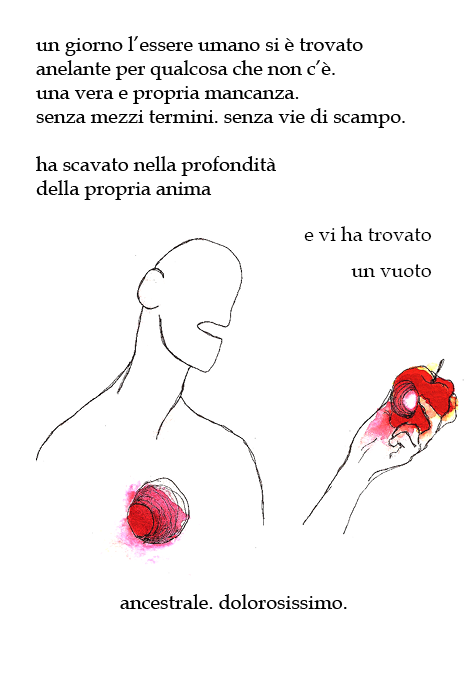 un giorno l'essere umano si è trovato
anelante per qualcosa che non c'è.
una vera e propria mancanza.
senza mezzi termini. senza vie di scampo.
ha scavato nella profondità
della propria anima
e vi ha trovato
un vuoto
ancestrale. dolorosissimo.